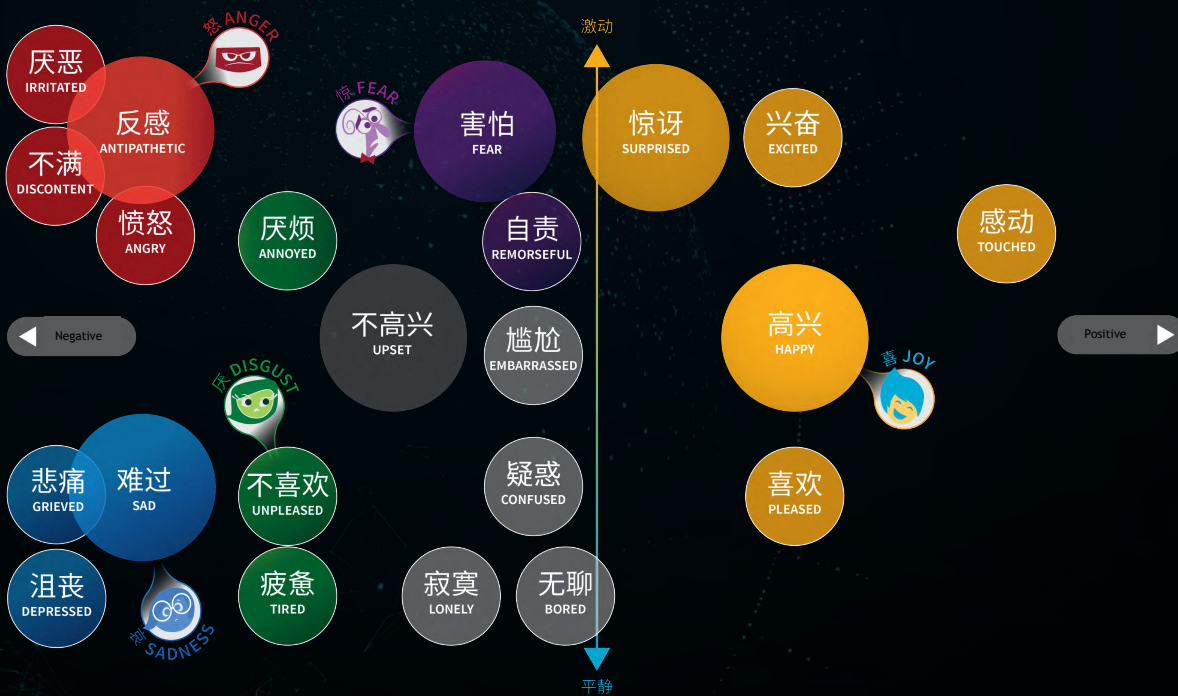 激动
怒 ANGER
厌恶
IRRITATED
反感
ANTIPATHETIC
不满
DISCONTENT
愤怒
ANGRY
惊 FEAR
害怕
FEAR
惊讶
SURPRISED
兴奋
EXCITED
厌烦
ANNOYED
自责
REMORSEFUL
感动
TOUCHED
不高兴
UPSET
尴尬
EMBARRASSED
高兴
HAPPY
Negative
Positive
喜 JOY
厌 DISGUST
悲痛
GRIEVED
难过
SAD
不喜欢
UNPLEASED
疑惑
CONFUSED
喜欢
PLEASED
沮丧
DEPRESSED
疲惫
TIRED
寂寞
LONELY
无聊
BORED
哀 SADNESS
平静